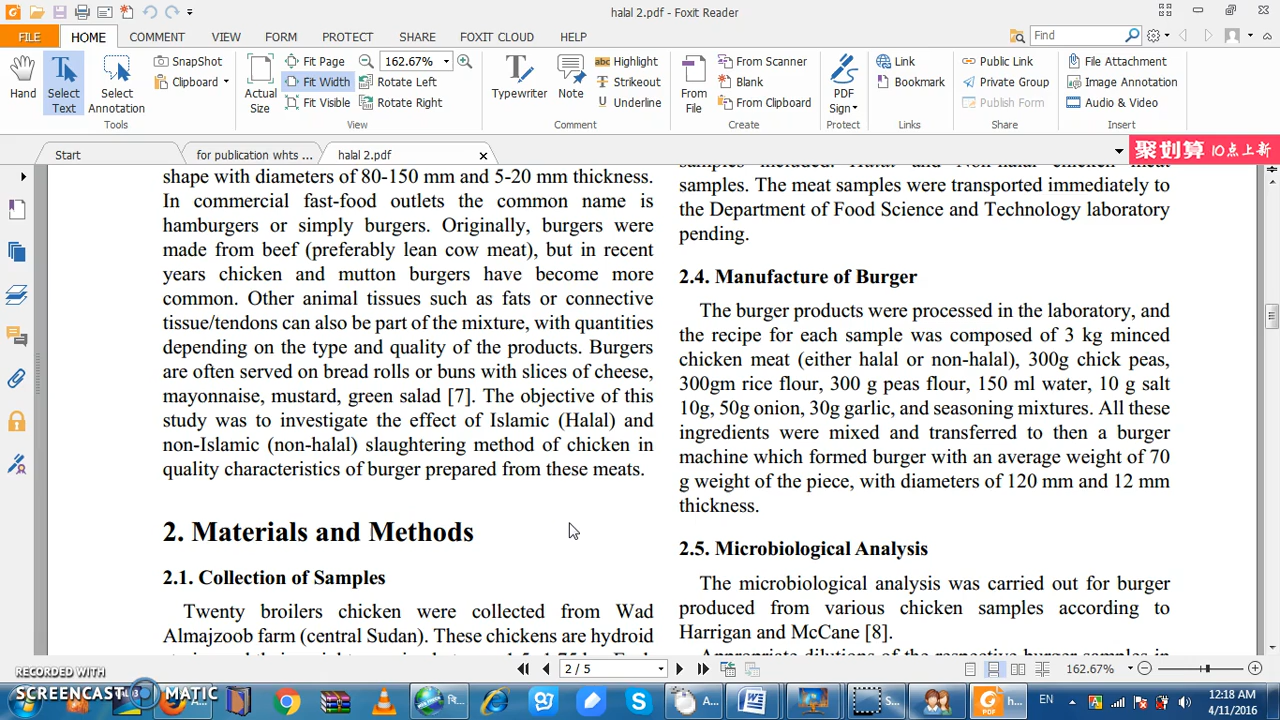 halal 2.pdf - Foxit Reader
FILE
HOME
COMMENT
VIEW
FORM
PROTECT
SHARE
FOXIT CLOUD
HELP
Find
Hand
Select
Text
Select
Annotation
SnapShot
Clipboard
Tools
Actual
Size
Fit Page
Fit Width
Fit Visible
162.67%
Rotate Left
Rotate Right
View
Typewriter
Note
Highlight
Strikeout
Underline
Comment
From
File
From Scanner
Blank
From Clipboard
Create
PDF
Sign
Protect
Link
Bookmark
Links
Public Link
Private Group
Publish Form
Share
File Attachment
Image Annotation
Audio & Video
Insert
Start
for publication whts ...
halal 2.pdf
聚划算 10点上新
shape with diameters of 80-150 mm and 5-20 mm thickness.
In commercial fast-food outlets the common name is
hamburgers or simply burgers. Originally, burgers were
made from beef (preferably lean cow meat), but in recent
years chicken and mutton burgers have become more
common. Other animal tissues such as fats or connective
tissue/tendons can also be part of the mixture, with quantities
depending on the type and quality of the products. Burgers
are often served on bread rolls or buns with slices of cheese,
mayonnaise, mustard, green salad [7]. The objective of this
study was to investigate the effect of Islamic (Halal) and
non-Islamic (non-halal) slaughtering method of chicken in
quality characteristics of burger prepared from these meats.
2. Materials and Methods
2.1. Collection of Samples
Twenty broilers chicken were collected from Wad
Almajzoob farm (central Sudan). These chickens are hydroid
samples included: Halal and Non-halal chicken meat
samples. The meat samples were transported immediately to
the Department of Food Science and Technology laboratory
pending.
2.4. Manufacture of Burger
The burger products were processed in the laboratory, and
the recipe for each sample was composed of 3 kg minced
chicken meat (either halal or non-halal), 300g chick peas,
300gm rice flour, 300 g peas flour, 150 ml water, 10 g salt
10g, 50g onion, 30g garlic, and seasoning mixtures. All these
ingredients were mixed and transferred to then a burger
machine which formed burger with an average weight of 70
g weight of the piece, with diameters of 120 mm and 12 mm
thickness.
2.5. Microbiological Analysis
The microbiological analysis was carried out for burger
produced from various chicken samples according to
Harrigan and McCane [8].
Appropriate dilutions of the respective burger samples in
2 / 5
162.67%
RECORDED WITH
SCREENCAST MATIC
A...
S...
h...
EN
12:18 AM
4/11/2016